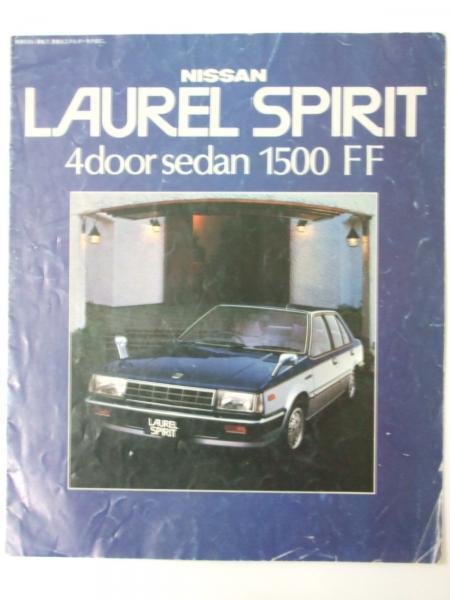 NISSAN
LAUREL SPIRIT
4door sedan 1500 FF
LAUREL
SPIRIT